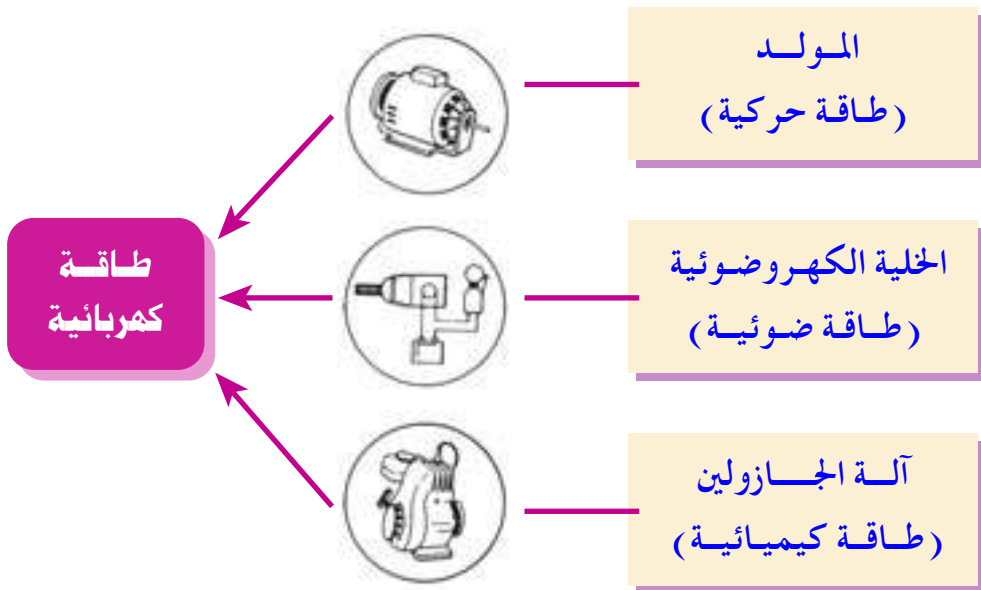 المولد
(طاقة حركية)
الخلية الكهروضوئية
(طاقة ضوئية)
آلة الجازولين
(طاقة كيميائية)
طاقة
كهربائية